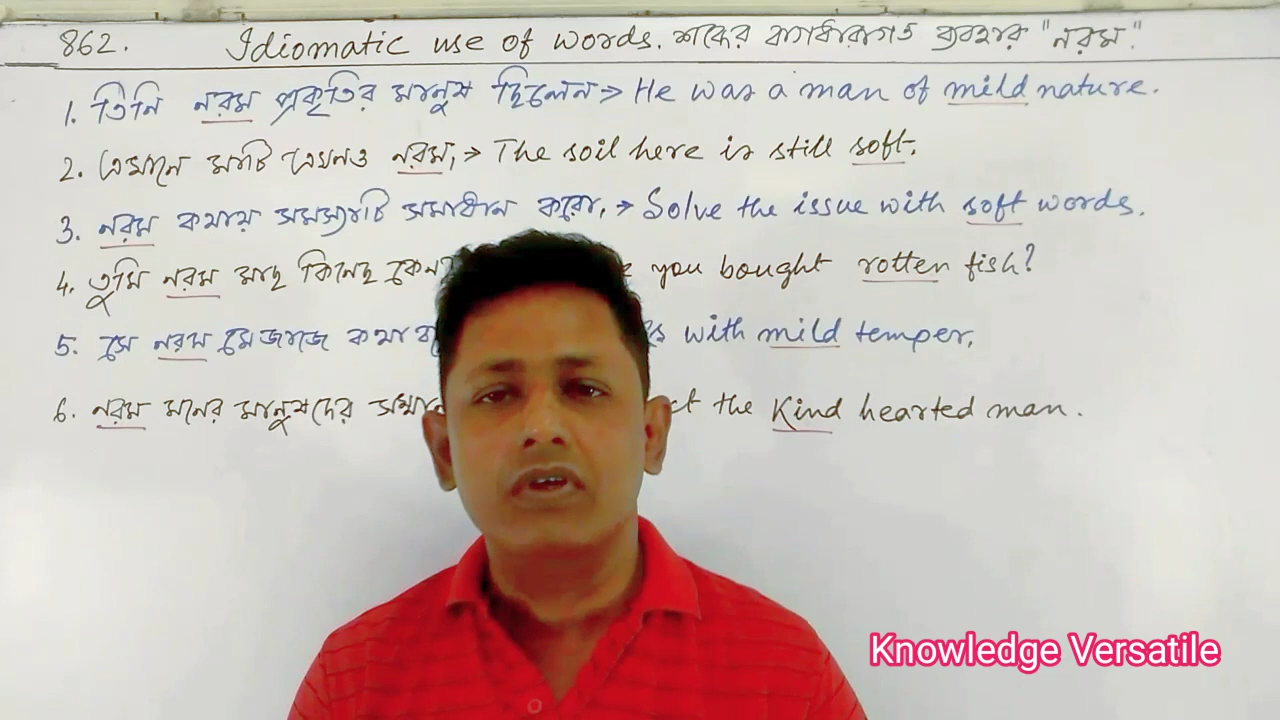 862. Idiomatic use of words. শব্দের বাগধারাগত ব্যবহার "নরম".
1. তিনি নরম প্রকৃতির মানুষ ছিলেন → He was a man of mild nature.
2. এখানে মাটি এখনও নরম, → The soil here is still soft.
3. নরম কথায় সমস্যাটি সমাধান করো, → Solve the issue with soft words.
4. তুমি নরম মাছ কিনেছ you bought rotten fish?
5. সে নরম মেজাজে কথা with mild temper.
6. নরম মনের মানুষদের the Kind hearted man.
Knowledge Versatile